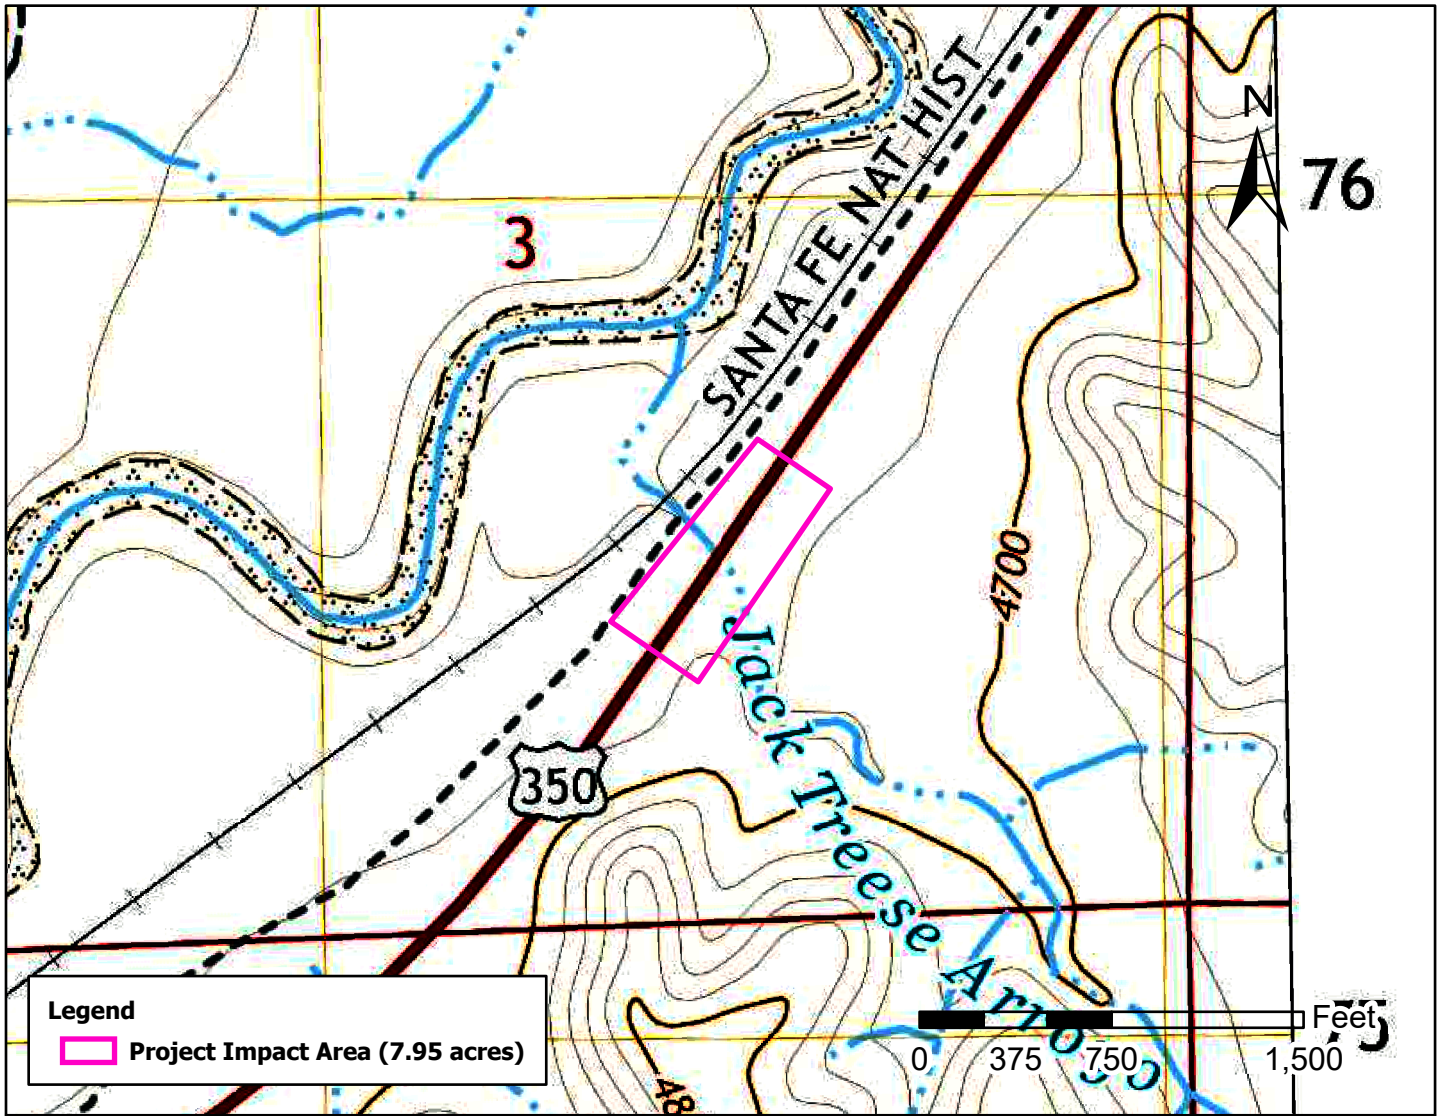 N
76
3
SANTA FE NAT HIST
4700
Jack Treese Arroyo
350
Legend
Project Impact Area (7.95 acres)
48
Feet
0 375 750 1,500